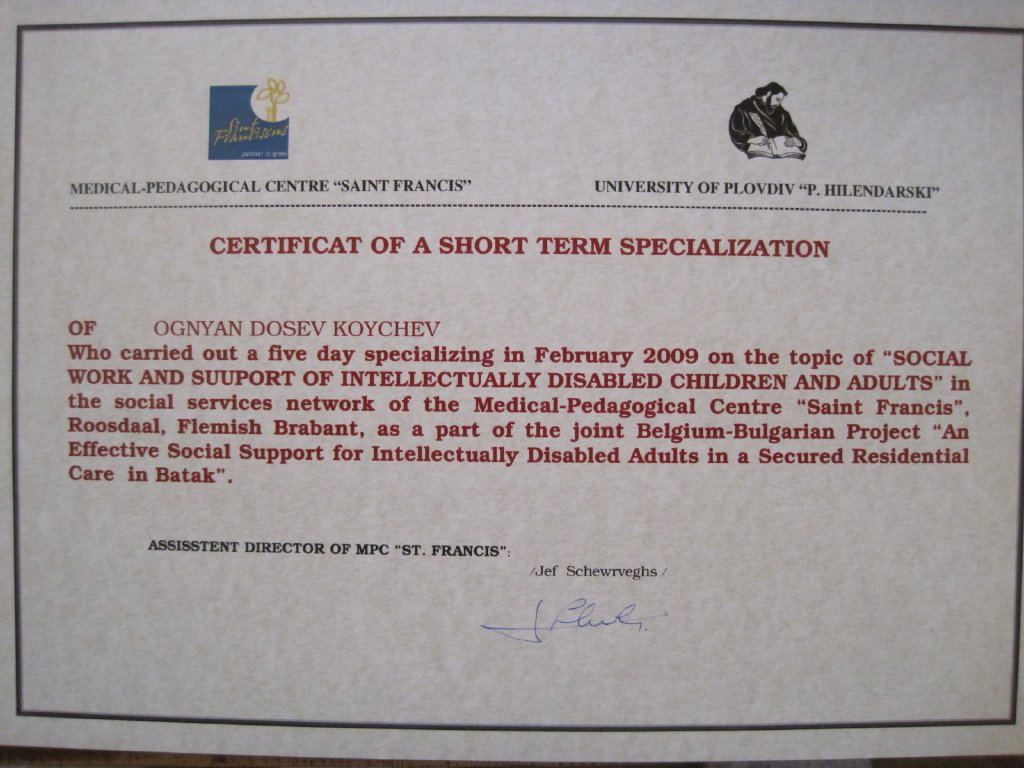 Sint Franciscus
partner in groei
MEDICAL-PEDAGOGICAL CENTRE “SAINT FRANCIS”
UNIVERSITY OF PLOVDIV “P. HILENDARSKI”
CERTIFICAT OF A SHORT TERM SPECIALIZATION
OF OGNYAN DOSEV KOYCHEV
Who carried out a five day specializing in February 2009 on the topic of “SOCIAL
WORK AND SUUPORT OF INTELLECTUALLY DISABLED CHILDREN AND ADULTS” in
the social services network of the Medical-Pedagogical Centre “Saint Francis”,
Roosdaal, Flemish Brabant, as a part of the joint Belgium-Bulgarian Project “An
Effective Social Support for Intellectually Disabled Adults in a Secured Residential
Care in Batak”.
ASSISSTENT DIRECTOR OF MPC “ST. FRANCIS”:
/Jef Schewrveghs /